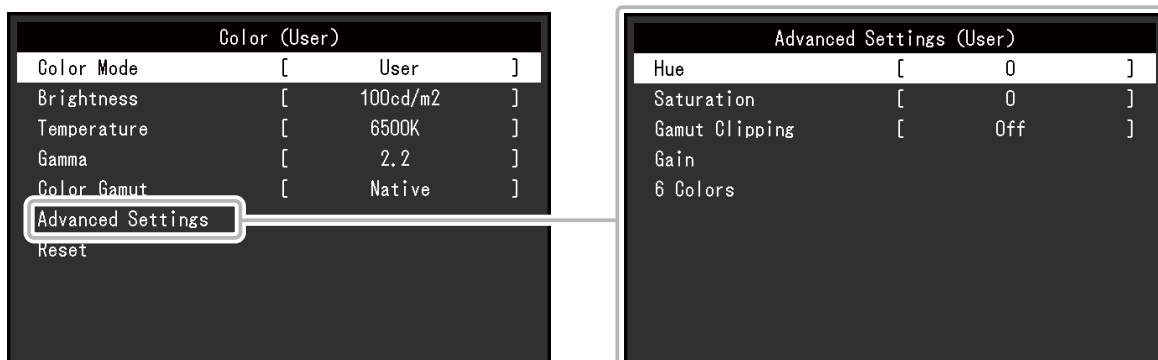 Color (User)
Color Mode [ User ]
Brightness [ 100cd/m2 ]
Temperature [ 6500K ]
Gamma [ 2.2 ]
Color Gamut [ Native ]
Advanced Settings
Reset
Advanced Settings (User)
Hue [ 0 ]
Saturation [ 0 ]
Gamut Clipping [ Off ]
Gain
6 Colors